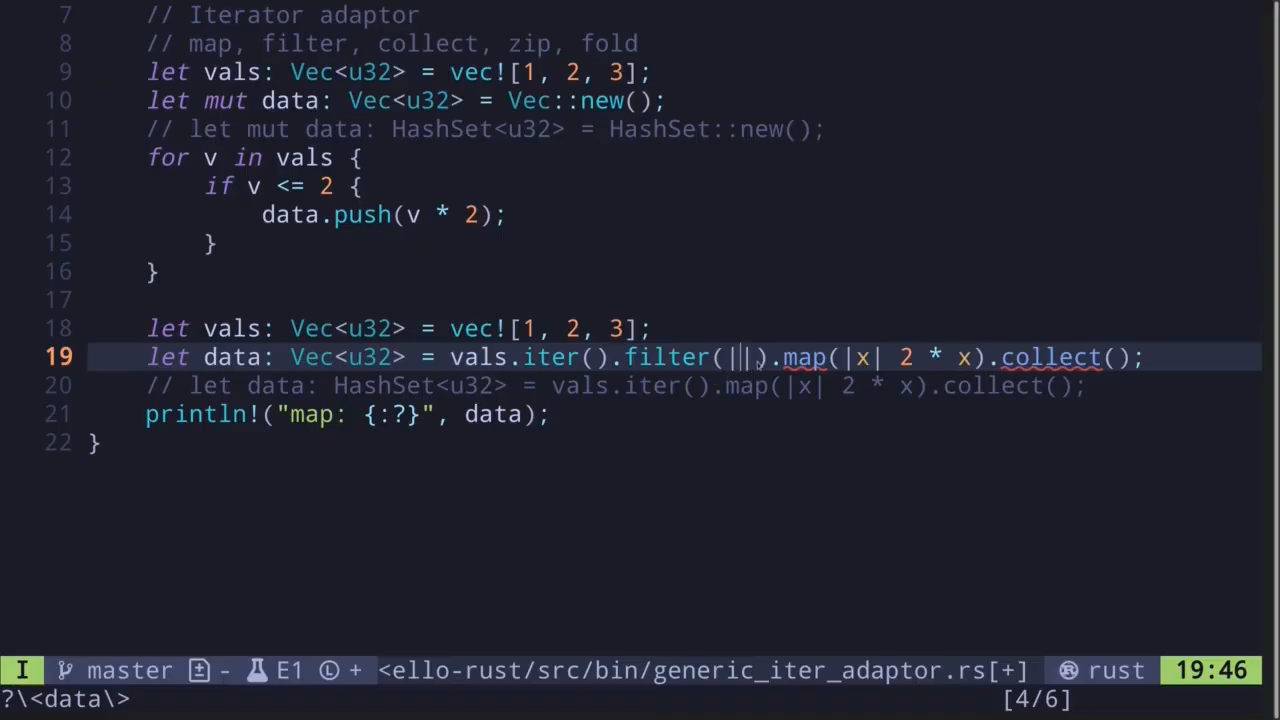 7 // Iterator adaptor
8 // map, filter, collect, zip, fold
9 let vals: Vec<u32> = vec![1, 2, 3];
10 let mut data: Vec<u32> = Vec::new();
11 // let mut data: HashSet<u32> = HashSet::new();
12 for v in vals {
13 if v <= 2 {
14 data.push(v * 2);
15 }
16 }
17
18 let vals: Vec<u32> = vec![1, 2, 3];
19 let data: Vec<u32> = vals.iter().filter(||).map(|x| 2 * x).collect();
20 // let data: HashSet<u32> = vals.iter().map(|x| 2 * x).collect();
21 println!("map: {:?}", data);
22 }
I master - E1 + <ello-rust/src/bin/generic_iter_adaptor.rs[+] rust 19:46
?\<data\> [4/6]